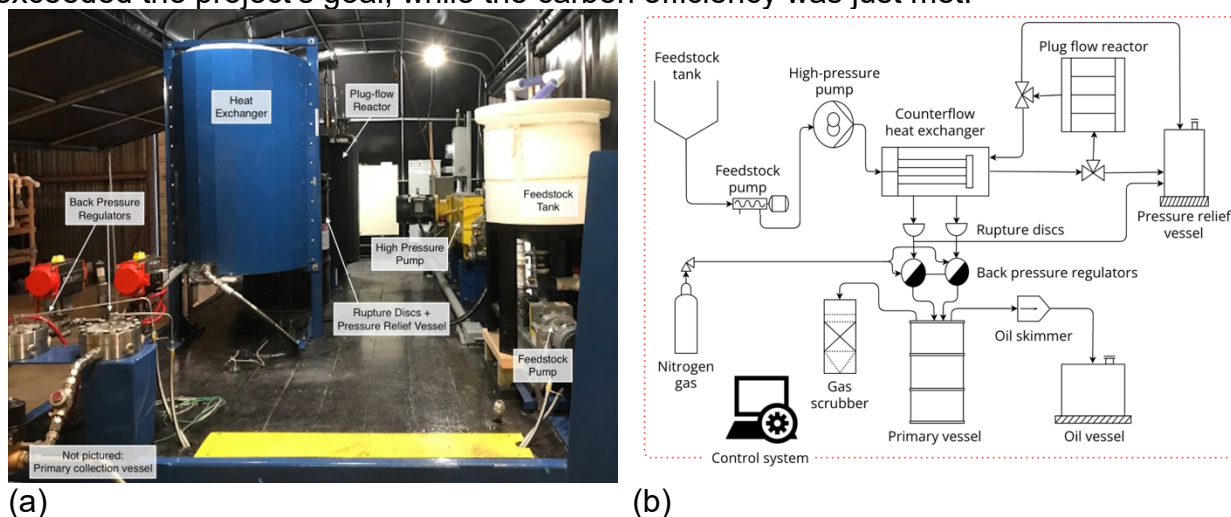 exceeded the project's goal, while the carbon efficiency was just met.
Heat
Exchanger
Plug-flow
Reactor
Back Pressure
Regulators
Feedstock
Tank
High Pressure
Pump
Rupture Discs +
Pressure Relief Vessel
Feedstock
Pump
Not pictured:
Primary collection vessel
(a)
Feedstock
tank
High-pressure
pump
Plug flow reactor
Counterflow
heat exchanger
Feedstock
pump
Pressure relief
vessel
Rupture discs
Back pressure regulators
Nitrogen
gas
Gas
scrubber
Oil skimmer
Control system
Primary vessel
Oil vessel
(b)